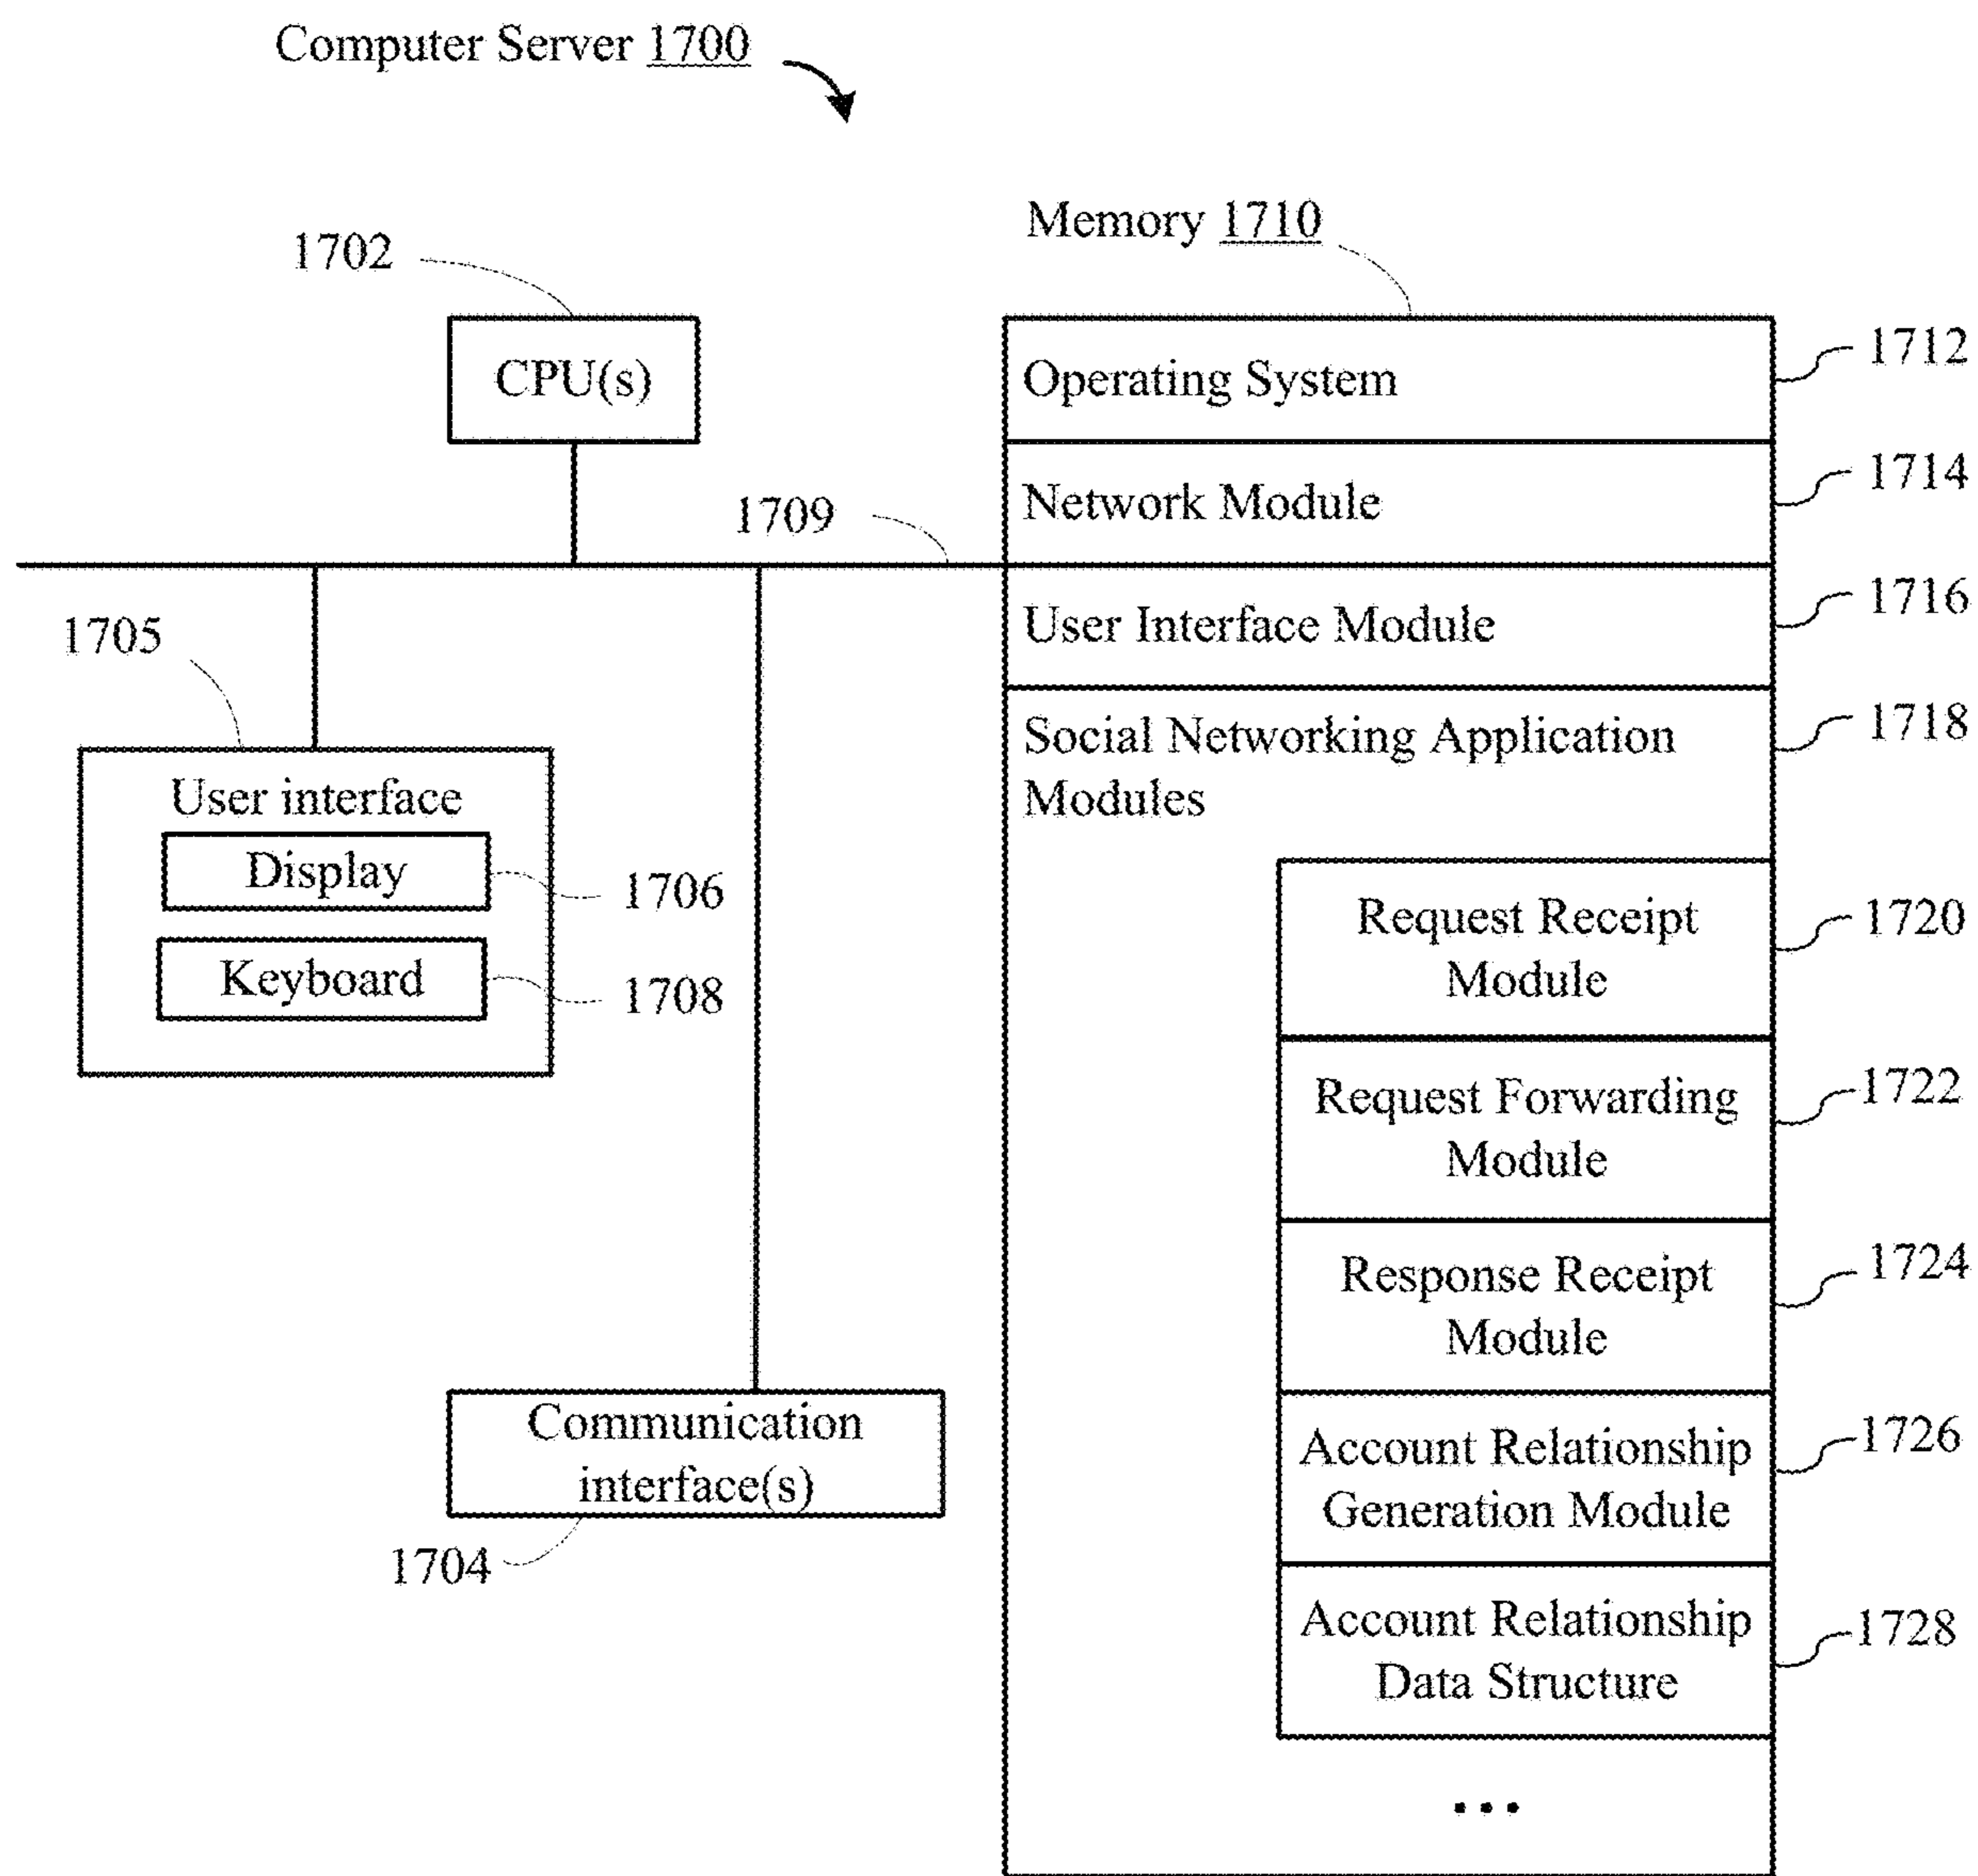 Computer Server 1700
Memory 1710
1702
CPU(s)
1709
1705
User interface
Display
1706
Keyboard
1708
Communication
interface(s)
1704
Operating System
1712
Network Module
1714
User Interface Module
1716
Social Networking Application
Modules
1718
Request Receipt
Module
1720
Request Forwarding
Module
1722
Response Receipt
Module
1724
Account Relationship
Generation Module
1726
Account Relationship
Data Structure
1728
...